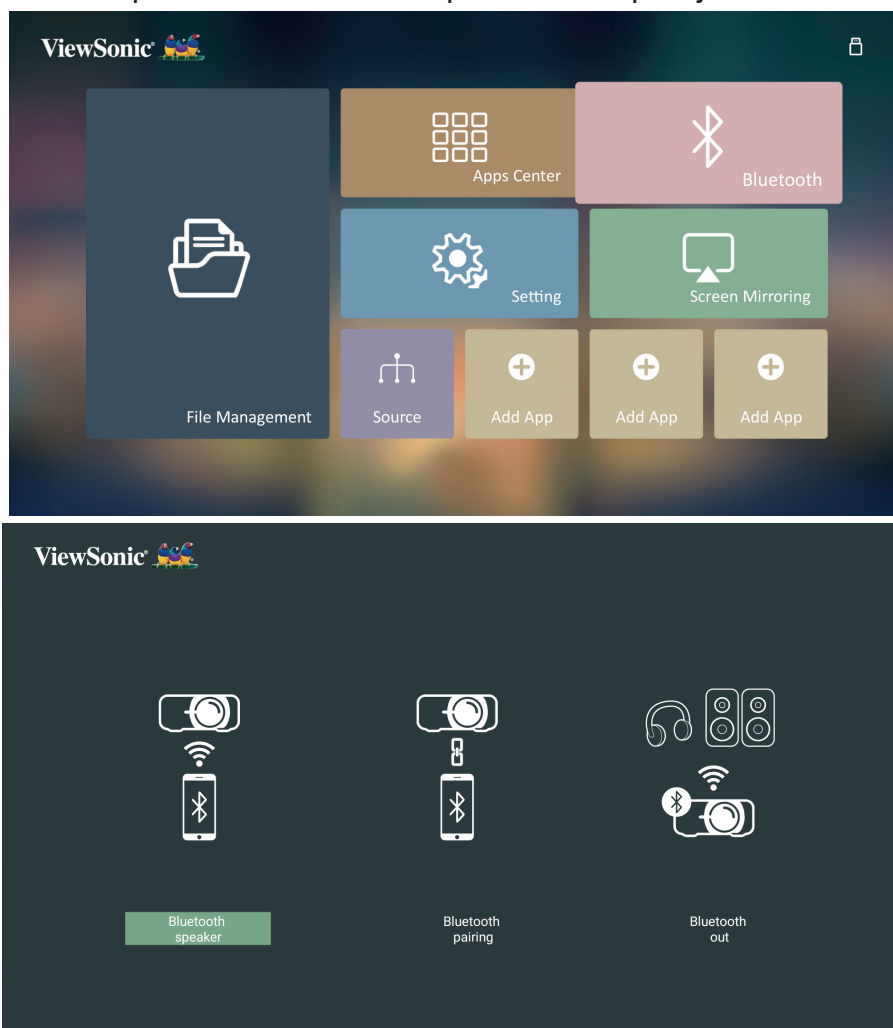 ViewSonic®
Apps Center
Bluetooth
Setting
Screen Mirroring
File Management
Source
Add App
Add App
Add App
ViewSonic®
Bluetooth
speaker
Bluetooth
pairing
Bluetooth
out